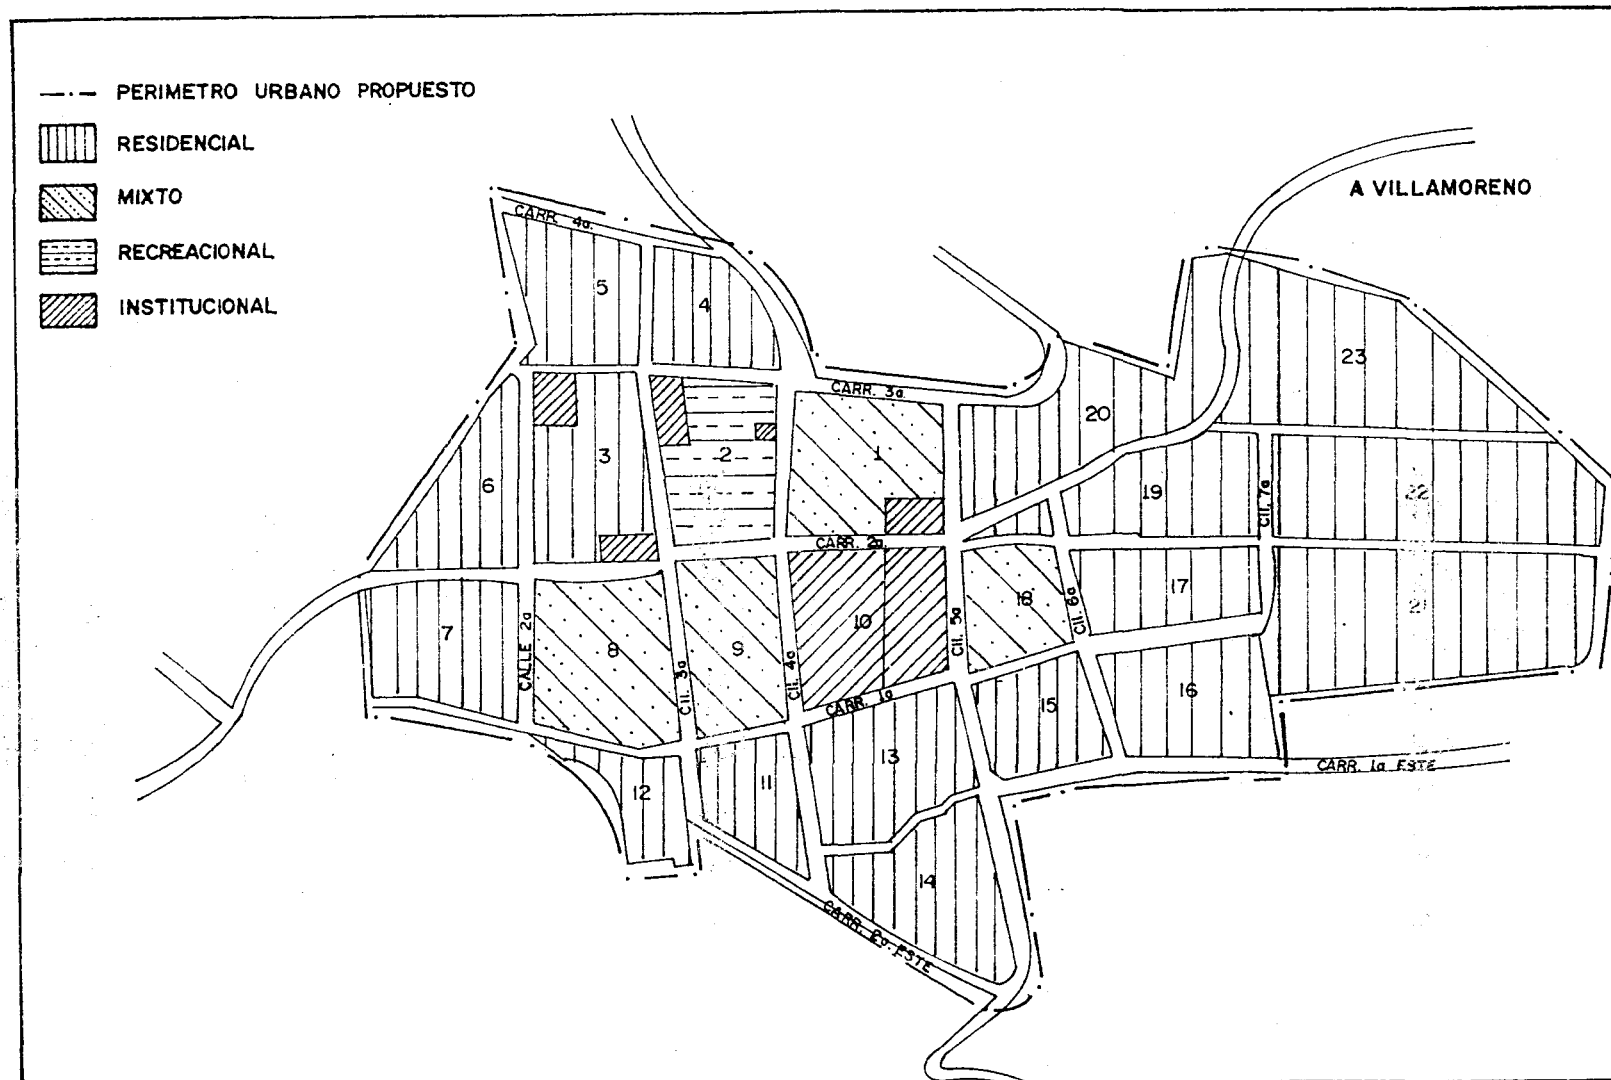 PERIMETRO URBANO PROPUESTO
RESIDENCIAL
MIXTO
RECREACIONAL
INSTITUCIONAL
A VILLAMORENO
CARR. 4a.
5
4
23
CARR. 3a.
20
3
2
1
6
19
Cll. 7a
22
CARR. 2a.
17
18
Cll. 6a
21
7
CALLE 2a
8
9
10
Cll. 5a
Cll. 3a
Cll. 4a
CARR. 1a
16
15
13
CARR. 1a ESTE
12
11
14
CARR. 2a. ESTE